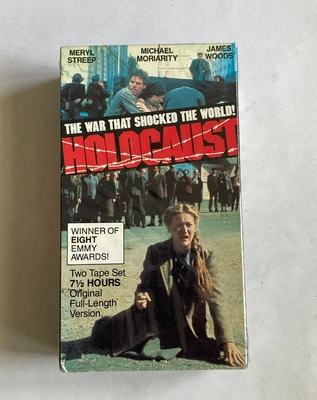 MERYL STREEP
MICHAEL MORIARITY
JAMES WOODS
THE WAR THAT SHOCKED THE WORLD!
HOLOCAUST
WINNER OF
EIGHT
EMMY
AWARDS!
Two Tape Set
7½ HOURS
Original
Full-Length
Version.